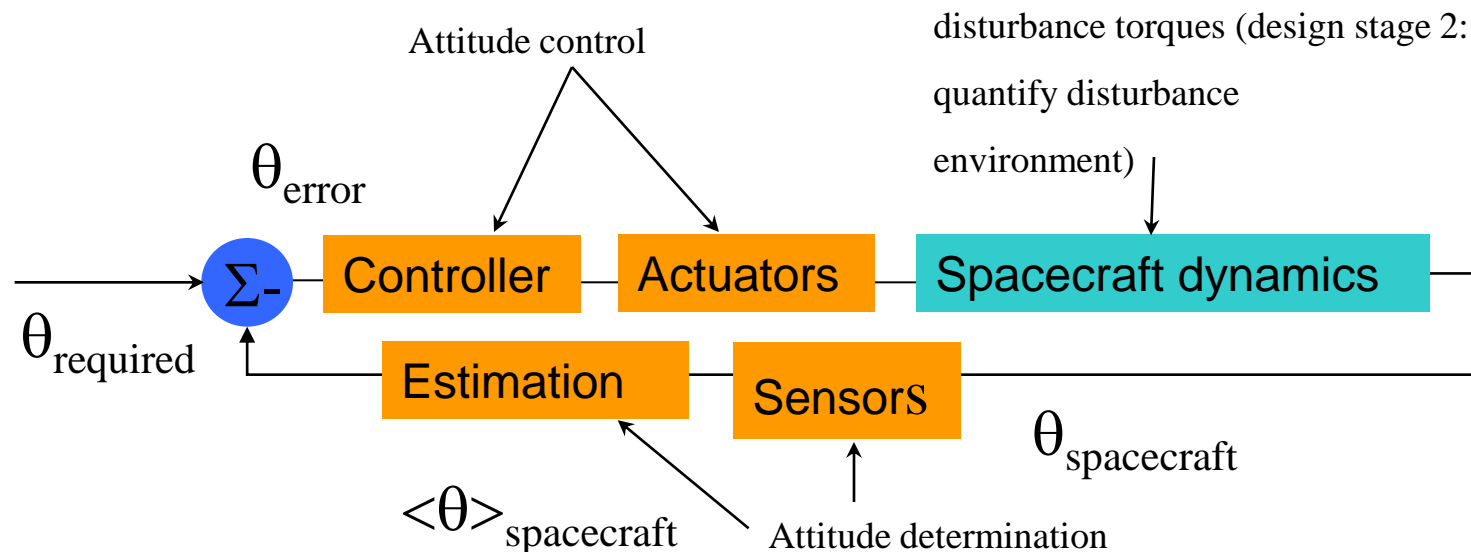 Attitude control
disturbance torques (design stage 2:
quantify disturbance
environment)
θerror
Σ-
Controller
Actuators
Spacecraft dynamics
θrequired
Estimation
Sensors
θspacecraft
<θ>spacecraft
Attitude determination